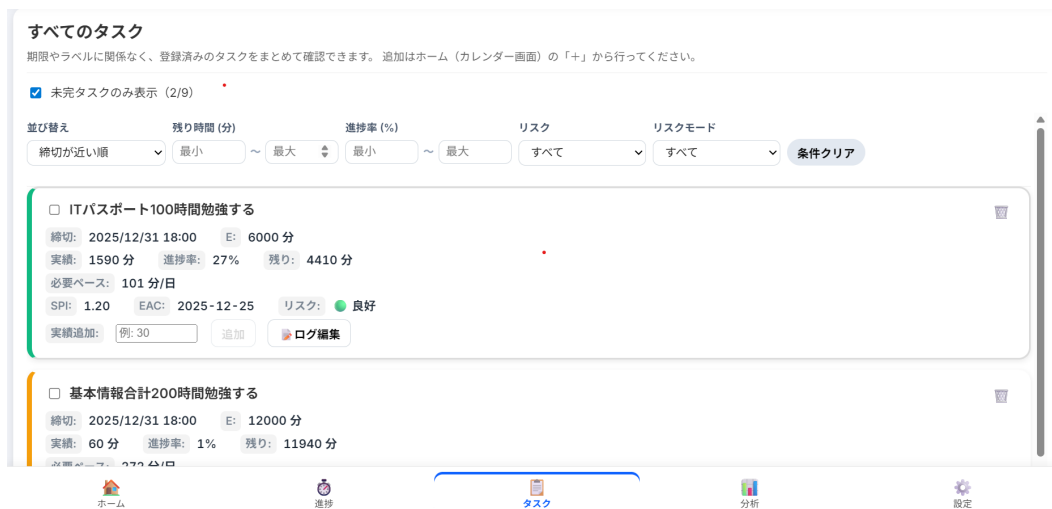 すべてのタスク
期限やラベルに関係なく、登録済みのタスクをまとめて確認できます。 追加はホーム（カレンダー画面）の「＋」から行ってください。
未完タスクのみ表示（2/9）
並び替え 残り時間 (分) 進捗率 (%) リスク リスクモード
締切が近い順 最小 ～ 最大 最小 ～ 最大 すべて すべて 条件クリア
ITパスポート100時間勉強する
締切: 2025/12/31 18:00 E: 6000 分
実績: 1590 分 進捗率: 27% 残り: 4410 分
必要ペース: 101 分/日
SPI: 1.20 EAC: 2025-12-25 リスク: 良好
実績追加: 例: 30 追加 ログ編集
基本情報合計200時間勉強する
締切: 2025/12/31 18:00 E: 12000 分
実績: 60 分 進捗率: 1% 残り: 11940 分
必要ペース: 272 分/日
ホーム 進捗 タスク 分析 設定